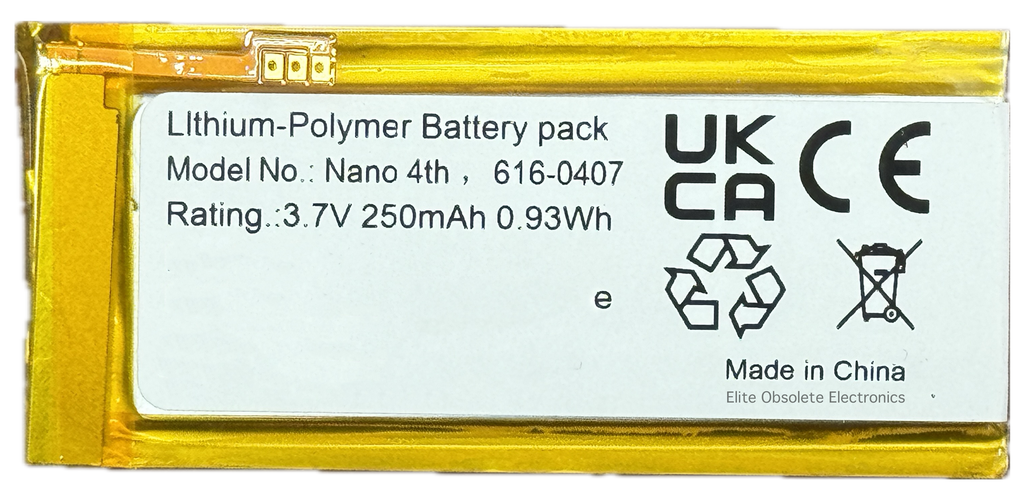 LIthium-Polymer Battery pack
Model No.: Nano 4th , 616-0407
Rating.:3.7V 250mAh 0.93Wh
e
UK
CA
CE
Made in China
Elite Obsolete Electronics